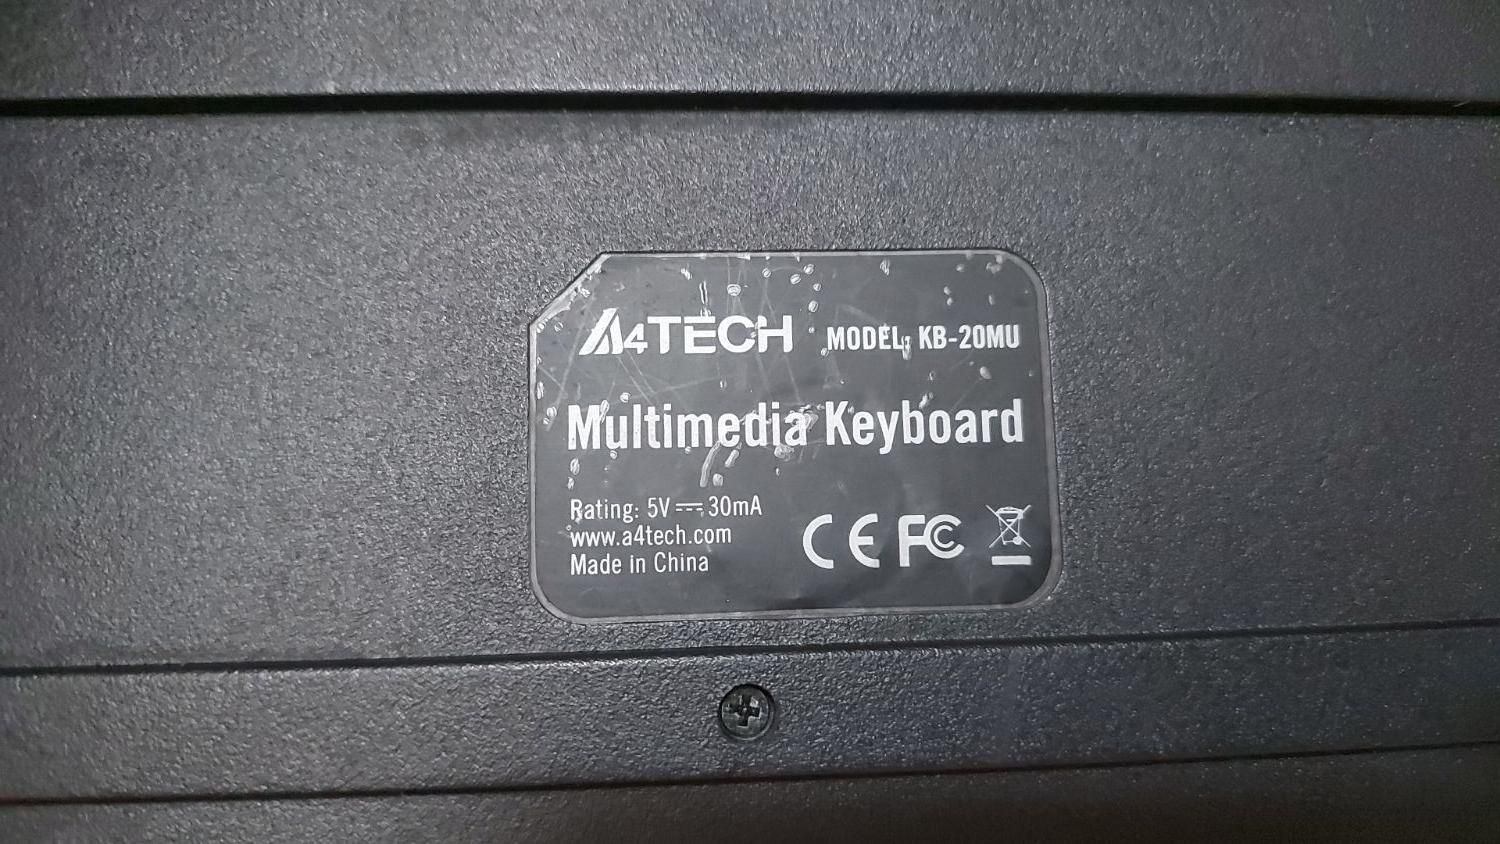 A4TECH MODEL: KB-20MU
Multimedia Keyboard
Rating: 5V ⎓ 30mA
www.a4tech.com
Made in China
CE FC